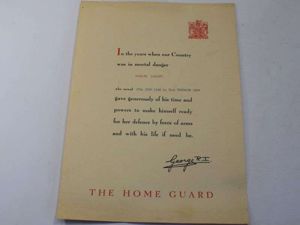 In the years when our Country
was in mortal danger
who served
gave generously of his time and
powers to make himself ready
for her defence by force of arms
and with his life if need be.
George R.I.
THE HOME GUARD